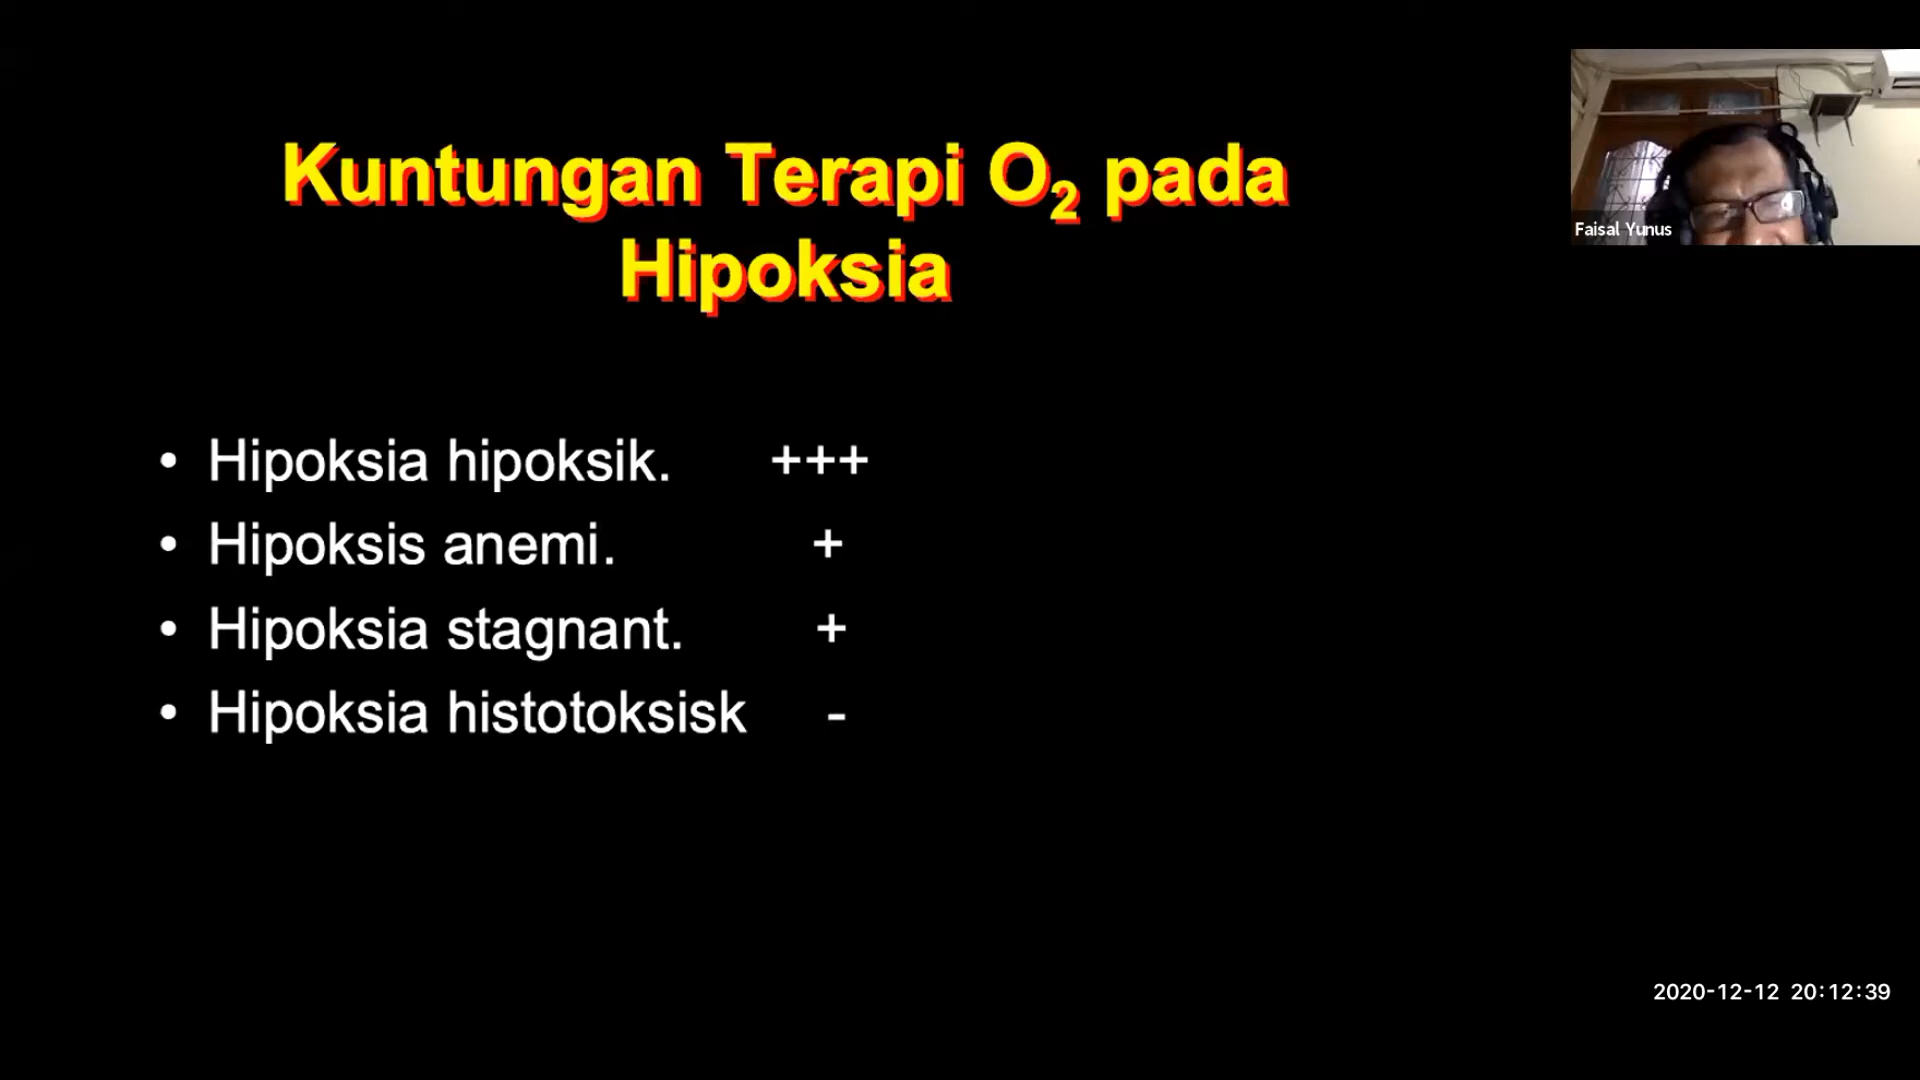 Kuntungan Terapi O₂ pada
Hipoksia
• Hipoksia hipoksik. +++
• Hipoksis anemi. +
• Hipoksia stagnant. +
• Hipoksia histotoksisk -
Faisal Yunus
2020-12-12 20:12:39